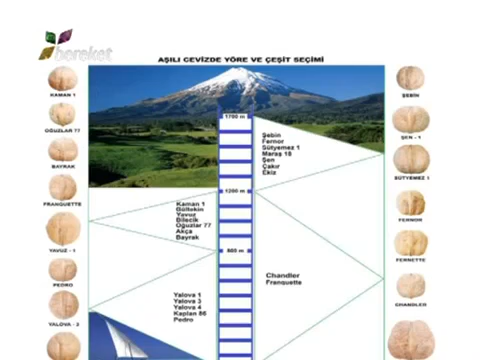 bereket
AŞILI CEVİZDE YÖRE VE ÇEŞİT SEÇİMİ
KAMAN 1
OĞUZLAR 77
BAYRAK
FRANQUETTE
YAVUZ - 1
PEDRO
YALOVA - 3
1700 m
Şebin
Fernor
Sütyemez 1
Maraş 18
Şen
Çakır
Ekiz
1200 m
Kaman 1
Gültekin
Yavuz
Bilecik
Oğuzlar 77
Akça
Bayrak
800 m
Chandler
Franquette
Yalova 1
Yalova 3
Yalova 4
Kaplan 86
Pedro
ŞEBİN
ŞEN - 1
SÜTYEMEZ 1
FERNOR
FERNETTE
CHANDLER